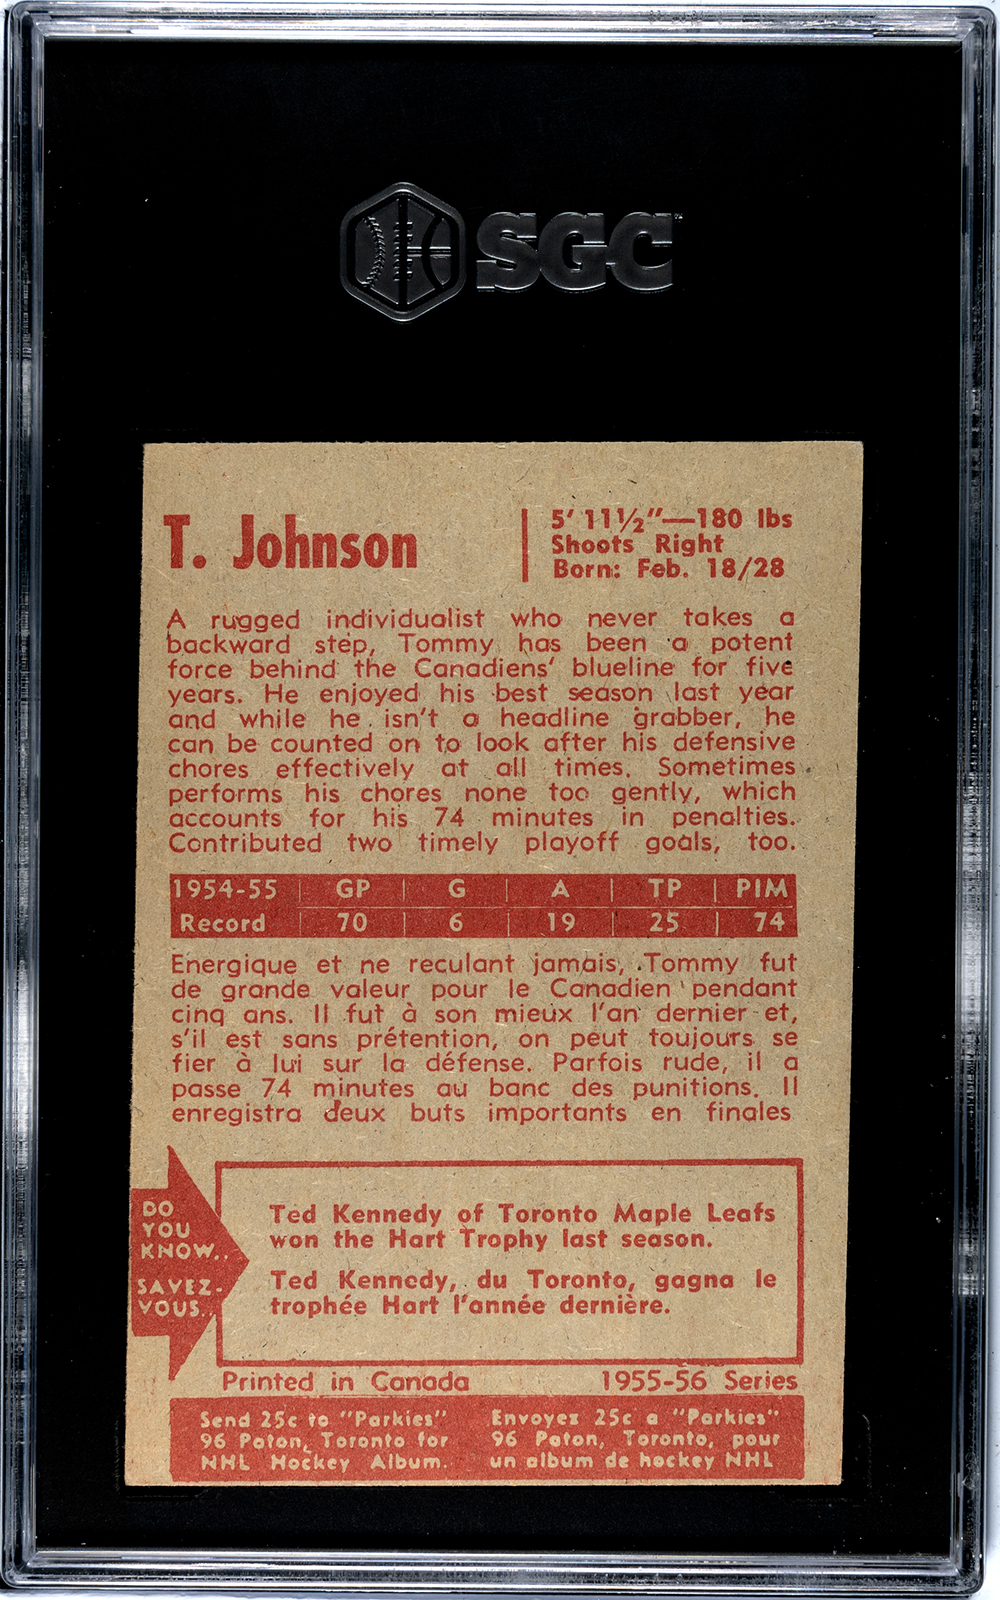 SGC
T. Johnson
5' 11½"—180 lbs
Shoots Right
Born: Feb. 18/28
A rugged individualist who never takes a
backward step, Tommy has been a potent
force behind the Canadiens' blueline for five
years. He enjoyed his best season last year
and while he isn't a headline grabber, he
can be counted on to look after his defensive
chores effectively at all times. Sometimes
performs his chores none too gently, which
accounts for his 74 minutes in penalties.
Contributed two timely playoff goals, too.
1954-55 GP G A TP PIM
Record 70 6 19 25 74
Energique et ne reculant jamais, Tommy fut
de grande valeur pour le Canadien pendant
cinq ans. Il fut à son mieux l'an dernier et,
s'il est sans prétention, on peut toujours se
fier à lui sur la défense. Parfois rude, il a
passe 74 minutes au banc des punitions. Il
enregistra deux buts importants en finales
DO
YOU
KNOW..
SAVEZ-
VOUS..
Ted Kennedy of Toronto Maple Leafs
won the Hart Trophy last season.
Ted Kennedy, du Toronto, gagna le
trophée Hart l'année dernière.
Printed in Canada 1955-56 Series
Send 25c to "Parkies"
96 Paton, Toronto for
NHL Hockey Album.
Envoyez 25c a "Parkies"
96 Paton, Toronto, pour
un album de hockey NHL